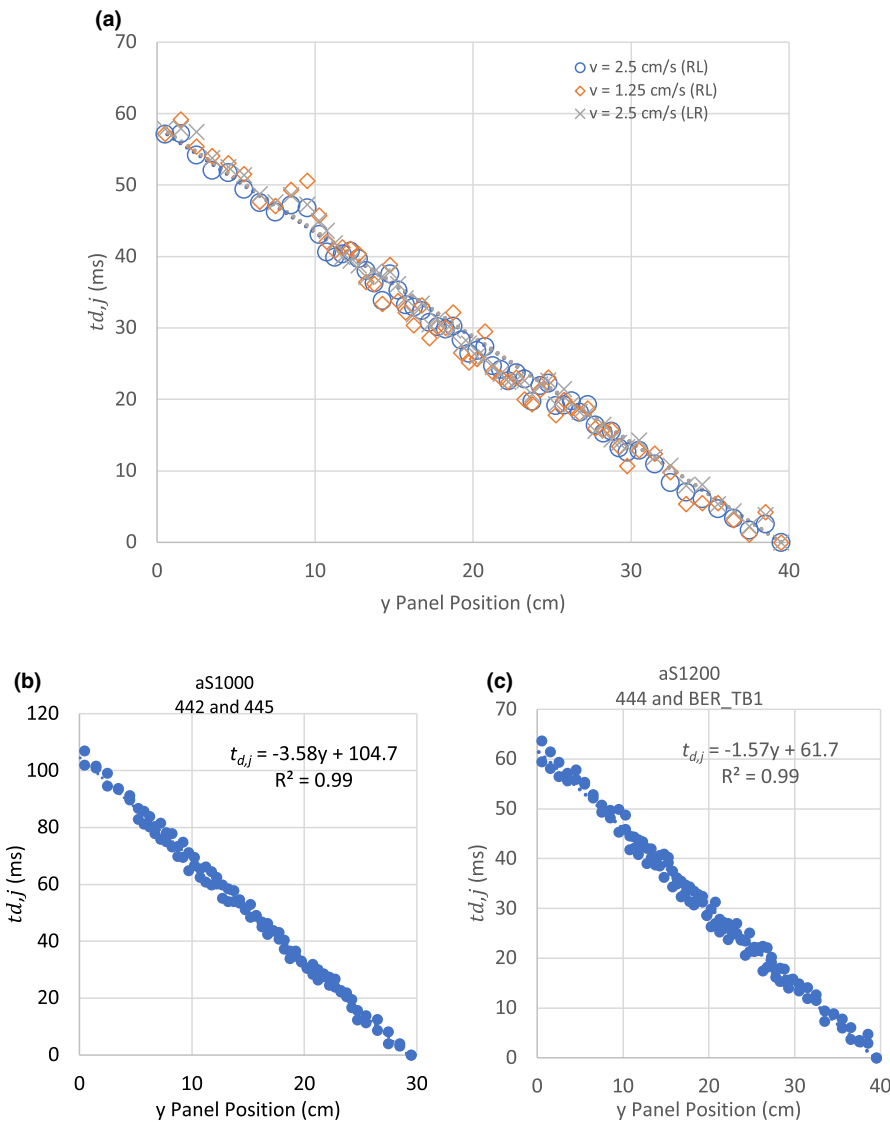 (a)
70
60
50
40
30
20
10
0
0 10 20 30 40
td,j (ms)
y Panel Position (cm)
v = 2.5 cm/s (RL)
v = 1.25 cm/s (RL)
v = 2.5 cm/s (LR)
(b)
aS1000
442 and 445
120
100
80
60
40
20
0
0 10 20 30
td,j (ms)
t_{d,j} = -3.58y + 104.7
R² = 0.99
y Panel Position (cm)
(c)
aS1200
444 and BER_TB1
70
60
50
40
30
20
10
0
0 10 20 30 40
td,j (ms)
t_{d,j} = -1.57y + 61.7
R² = 0.99
y Panel Position (cm)